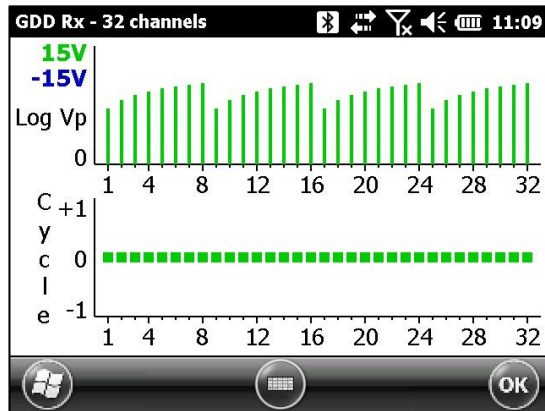 GDD Rx - 32 channels 11:09
15V
-15V
Log Vp
0
1 4 8 12 16 20 24 28 32
Cycle
+1
0
-1
1 4 8 12 16 20 24 28 32
OK